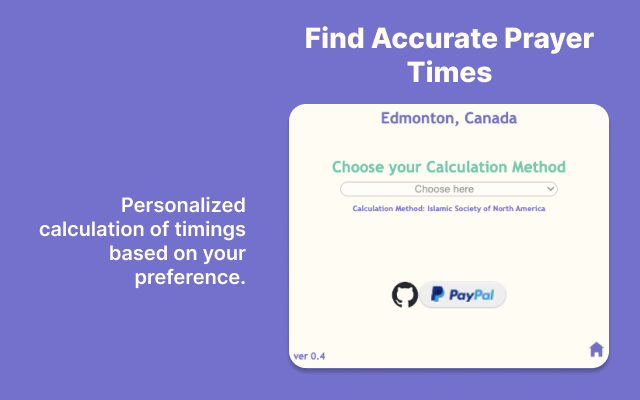 Find Accurate Prayer
Times
Edmonton, Canada
Choose your Calculation Method
Choose here
Calculation Method: Islamic Society of North America
Personalized
calculation of timings
based on your
preference.
PayPal
ver 0.4